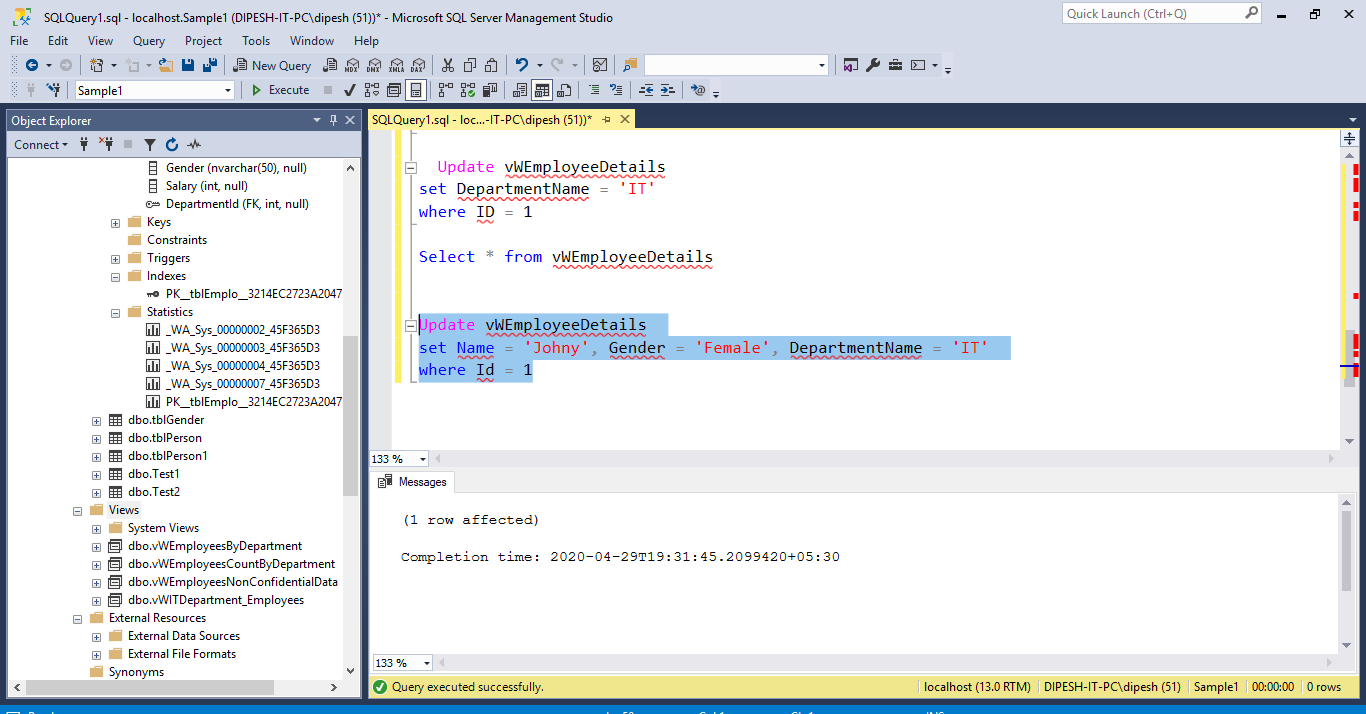 SQLQuery1.sql - localhost.Sample1 (DIPESH-IT-PC\dipesh (51))* - Microsoft SQL Server Management Studio
Quick Launch (Ctrl+Q)
File Edit View Query Project Tools Window Help
New Query MDX DMX XMLA DAX
Sample1 Execute
Object Explorer
Connect
Gender (nvarchar(50), null)
Salary (int, null)
DepartmentId (FK, int, null)
Keys
Constraints
Triggers
Indexes
PK__tblEmplo__3214EC2723A2047
Statistics
_WA_Sys_00000002_45F365D3
_WA_Sys_00000003_45F365D3
_WA_Sys_00000004_45F365D3
_WA_Sys_00000007_45F365D3
PK__tblEmplo__3214EC2723A2047
dbo.tblGender
dbo.tblPerson
dbo.tblPerson1
dbo.Test1
dbo.Test2
Views
System Views
dbo.vWEmployeesByDepartment
dbo.vWEmployeesCountByDepartment
dbo.vWEmployeesNonConfidentialData
dbo.vWITDepartment_Employees
External Resources
External Data Sources
External File Formats
Synonyms
SQLQuery1.sql - loc...-IT-PC\dipesh (51))*
Update vWEmployeeDetails
set DepartmentName = 'IT'
where ID = 1
Select * from vWEmployeeDetails
Update vWEmployeeDetails
set Name = 'Johny', Gender = 'Female', DepartmentName = 'IT'
where Id = 1
133 %
Messages
(1 row affected)
Completion time: 2020-04-29T19:31:45.2099420+05:30
133 %
Query executed successfully. localhost (13.0 RTM) DIPESH-IT-PC\dipesh (51) Sample1 00:00:00 0 rows